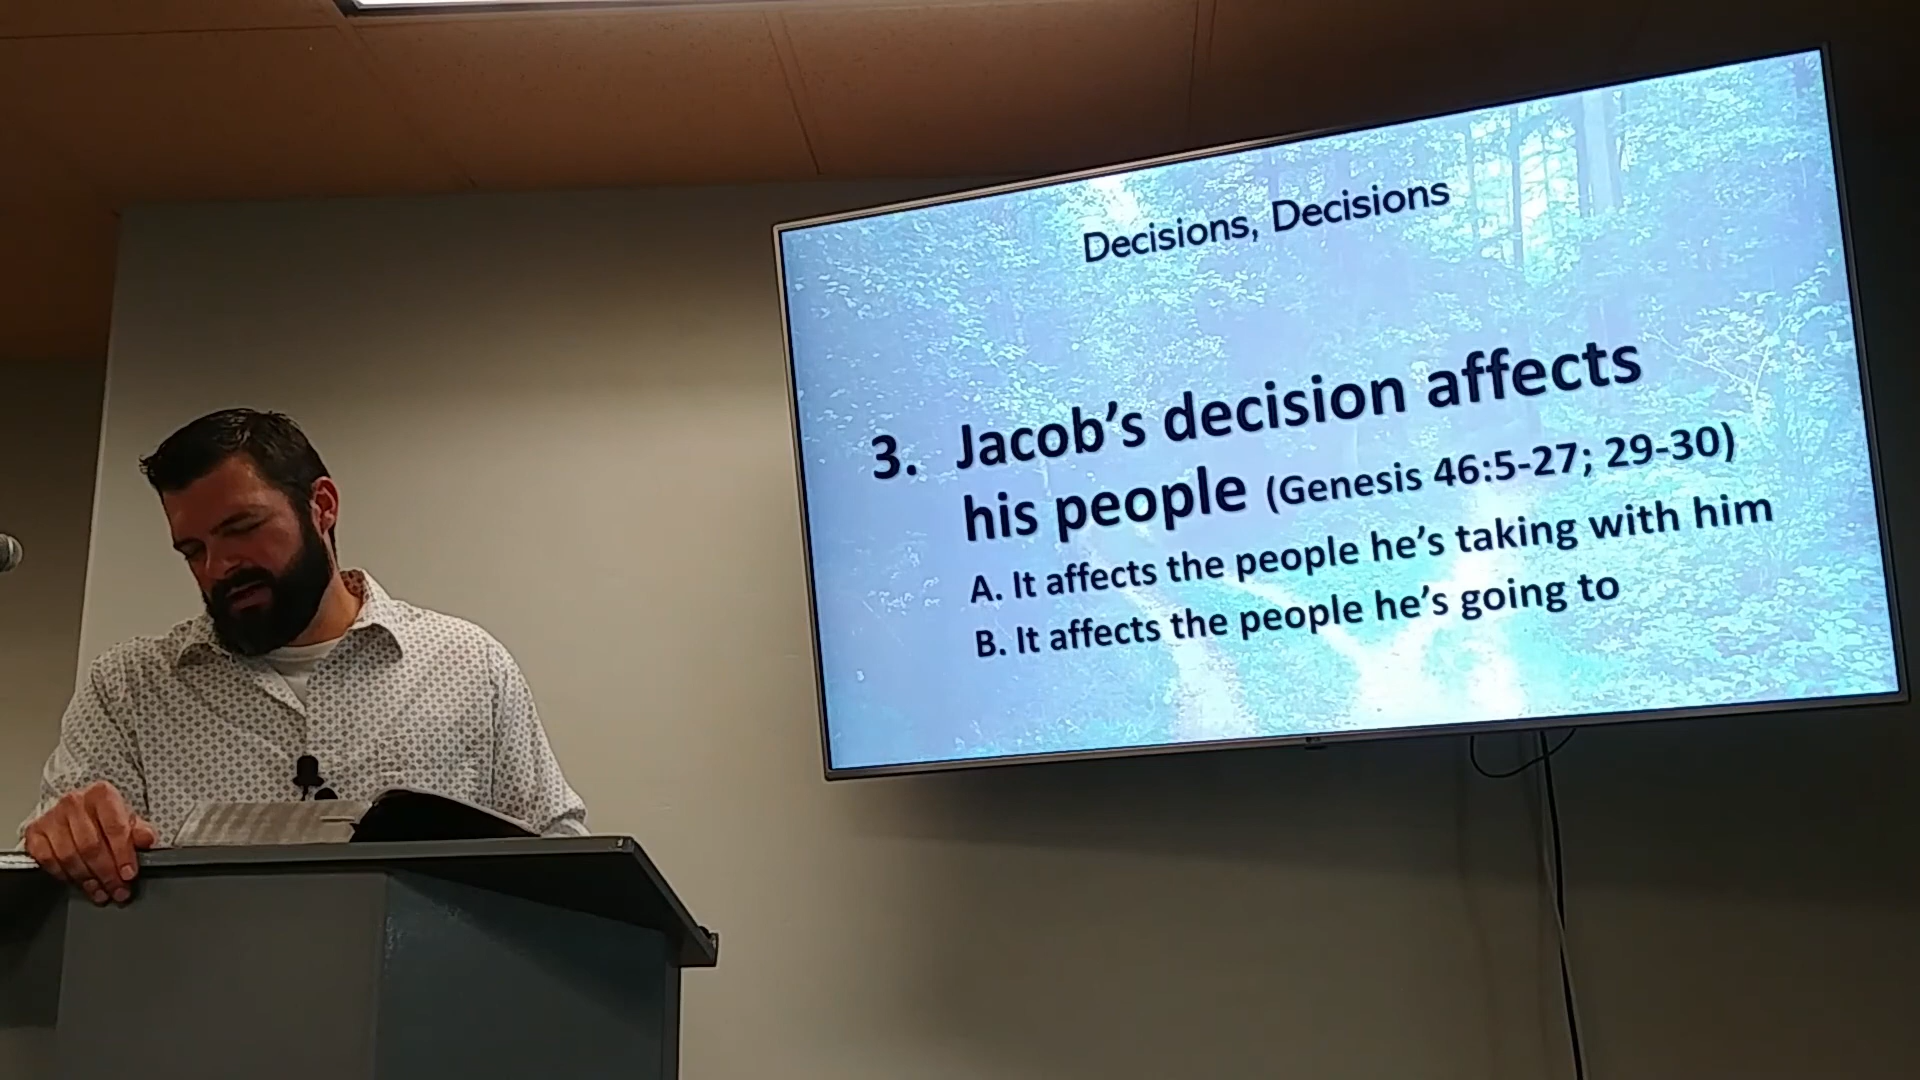 Decisions, Decisions
3. Jacob's decision affects
his people (Genesis 46:5-27; 29-30)
A. It affects the people he's taking with him
B. It affects the people he's going to